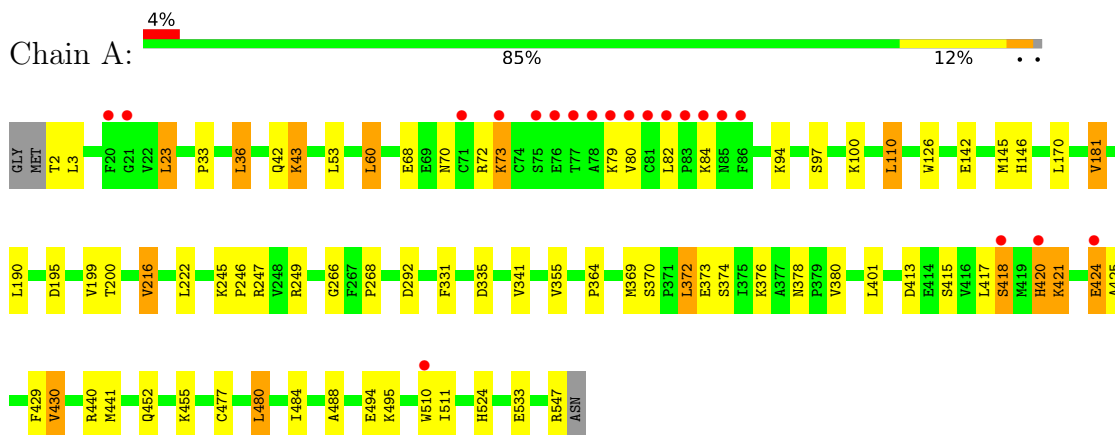 4%
Chain A:
85% 12% • •
GLY MET T2 L3 F20 G21 V22 L23 P33 L36 Q42 K43 L53 L60 E68 E69 N70 C71 R72 K73 C74 S75 E76 T77 A78 K79 V80 C81 L82 P83 K84 N85 F86 K94 S97 K100 L110 W126 E142 M145 H146 L170 V181
L190 D195 V199 T200 V216 L222 K245 P246 R247 V248 R249 G266 F267 P268 D292 F331 D335 V341 V355 P364 M369 S370 P371 L372 E373 S374 I375 K376 A377 N378 P379 V380 L401 D413 E414 S415 V416 L417 S418 M419 H420 K421 E424 A425
F429 V430 R440 M441 Q452 K455 C477 L480 I484 A488 E494 K495 W510 I511 H524 E533 R547 ASN